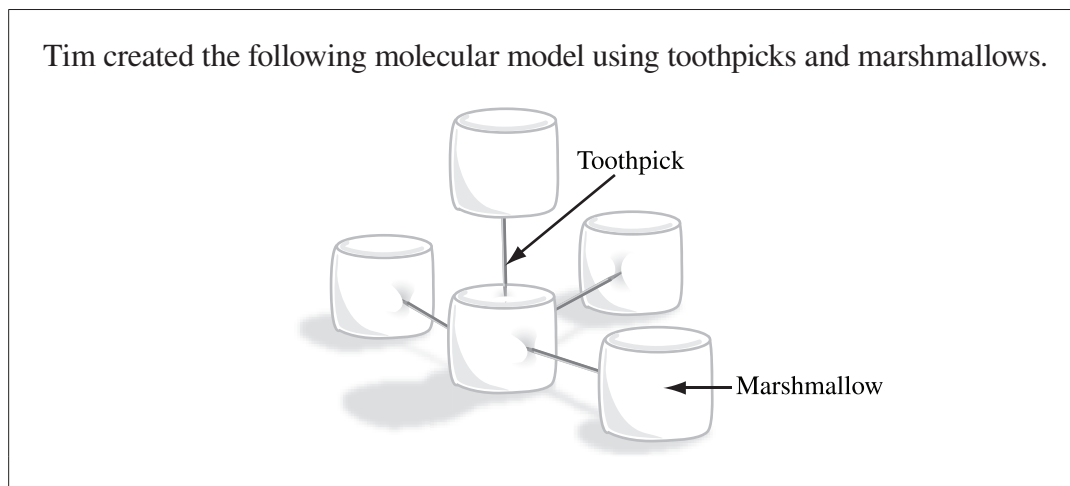 Tim created the following molecular model using toothpicks and marshmallows.
Toothpick
Marshmallow